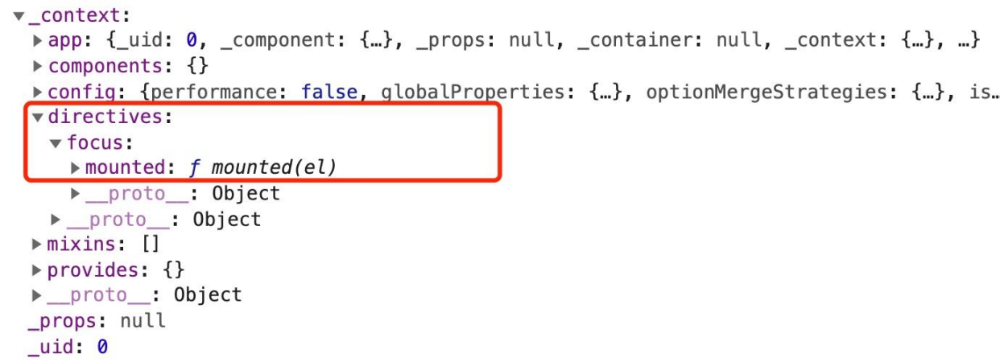 _context:
app: {_uid: 0, _component: {…}, _props: null, _container: null, _context: {…}, …}
components: {}
config: {performance: false, globalProperties: {…}, optionMergeStrategies: {…}, is…
directives:
focus:
mounted: ƒ mounted(el)
__proto__: Object
__proto__: Object
mixins: []
provides: {}
__proto__: Object
_props: null
_uid: 0